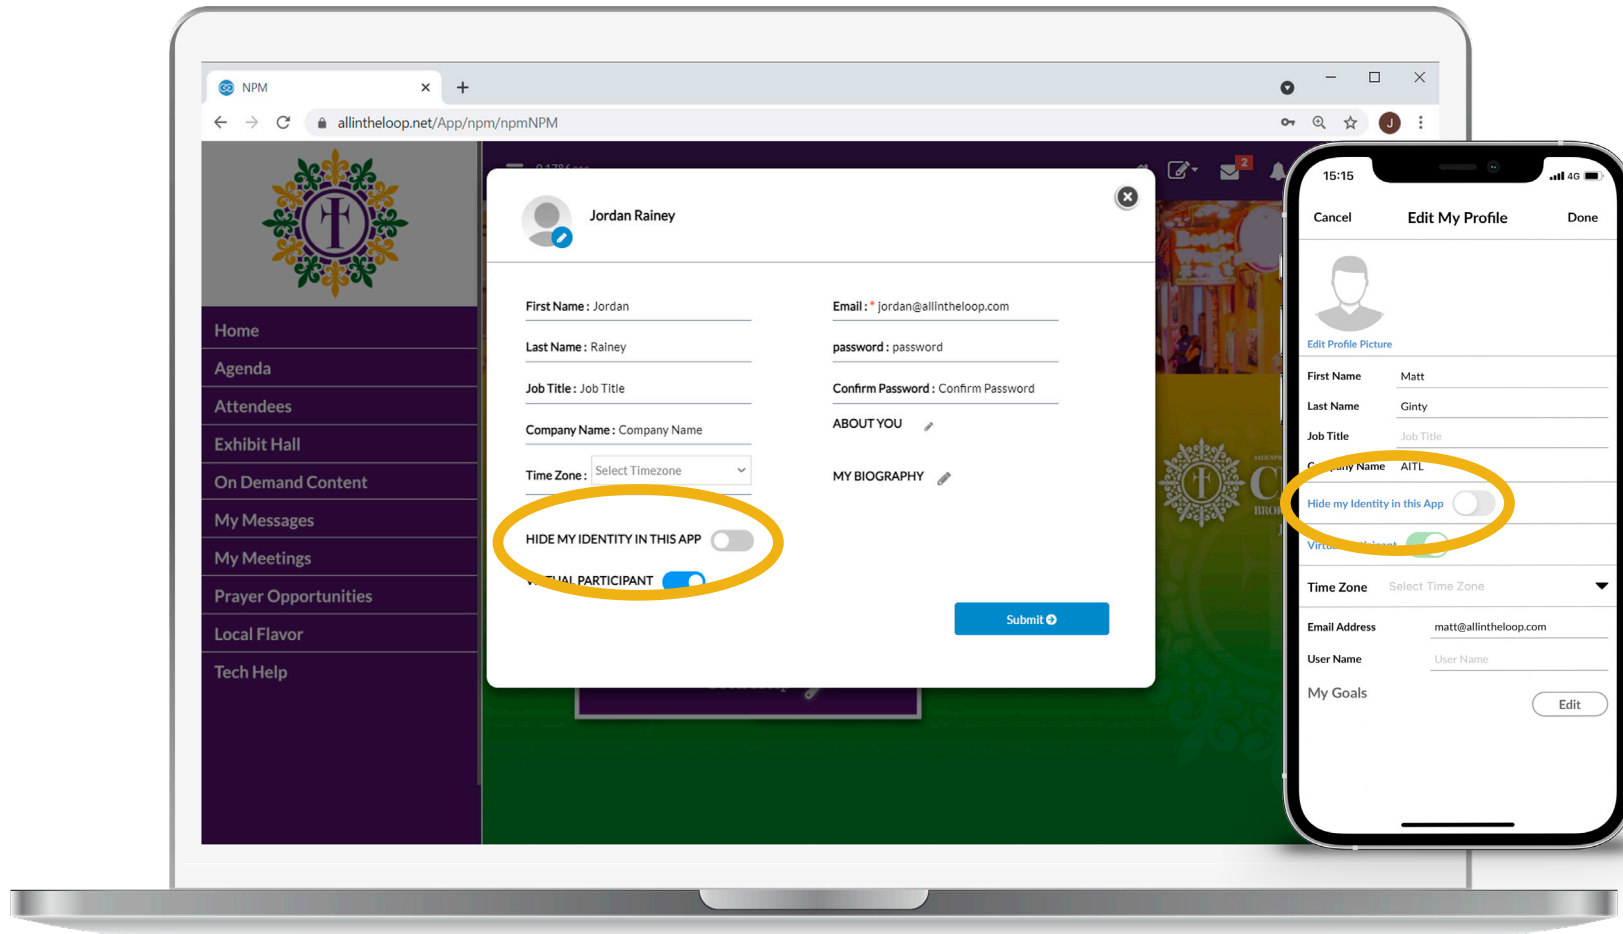 NPM
allintheloop.net/App/npm/npmNPM
J
2
Home
Agenda
Attendees
Exhibit Hall
On Demand Content
My Messages
My Meetings
Prayer Opportunities
Local Flavor
Tech Help
Jordan Rainey
First Name : Jordan
Last Name : Rainey
Job Title : Job Title
Company Name : Company Name
Time Zone : Select Timezone
HIDE MY IDENTITY IN THIS APP
VIRTUAL PARTICIPANT
Email : * jordan@allintheloop.com
password : password
Confirm Password : Confirm Password
ABOUT YOU
MY BIOGRAPHY
Submit
15:15
4G
Cancel Edit My Profile Done
Edit Profile Picture
First Name Matt
Last Name Ginty
Job Title Job Title
Company Name AITL
Hide my Identity in this App
Virtual Participant
Time Zone Select Time Zone
Email Address matt@allintheloop.com
User Name User Name
My Goals
Edit